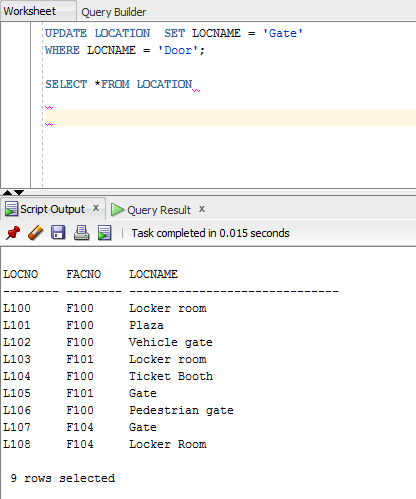 Worksheet Query Builder
UPDATE LOCATION  SET LOCNAME = 'Gate'
WHERE LOCNAME = 'Door';
SELECT *FROM LOCATION
Script Output x Query Result x
Task completed in 0.015 seconds
LOCNO FACNO LOCNAME
-------- -------- ------------------------------
L100 F100 Locker room
L101 F100 Plaza
L102 F100 Vehicle gate
L103 F101 Locker room
L104 F100 Ticket Booth
L105 F101 Gate
L106 F100 Pedestrian gate
L107 F104 Gate
L108 F104 Locker Room
9 rows selected